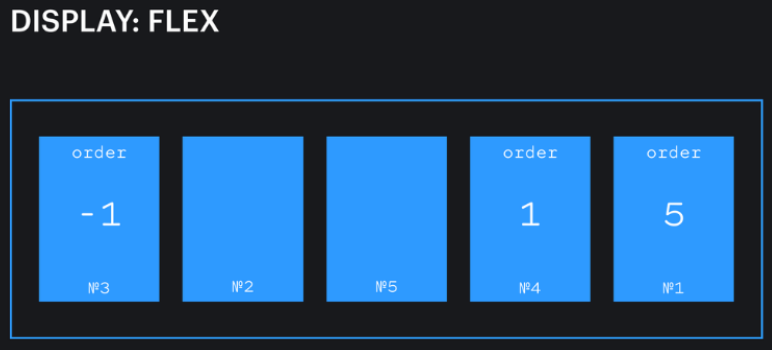 DISPLAY: FLEX
order order order
-1 1 5
№3 №2 №5 №4 №1